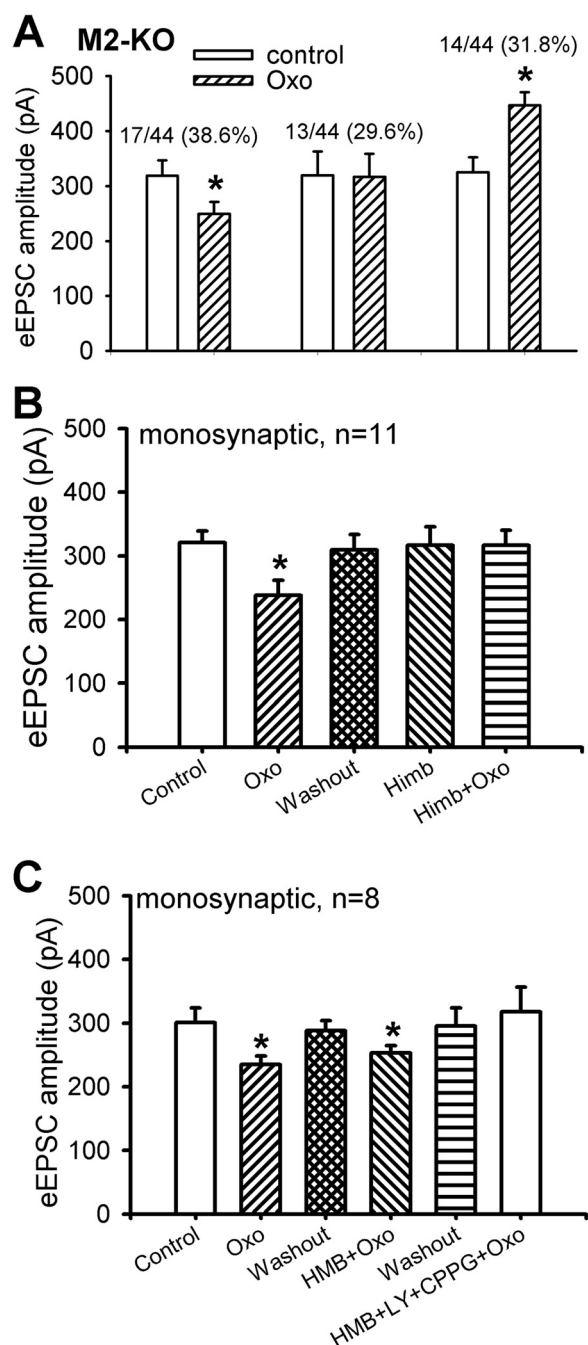 A M2-KO
control
Oxo
14/44 (31.8%)
*
17/44 (38.6%)
13/44 (29.6%)
*
eEPSC amplitude (pA)
500
400
300
200
100
0
B
monosynaptic, n=11
eEPSC amplitude (pA)
500
400
300
200
100
0
*
Control
Oxo
Washout
Himb
Himb+Oxo
C
monosynaptic, n=8
eEPSC amplitude (pA)
500
400
300
200
100
0
*
*
Control
Oxo
Washout
HMB+Oxo
Washout
HMB+LY+CPPG+Oxo